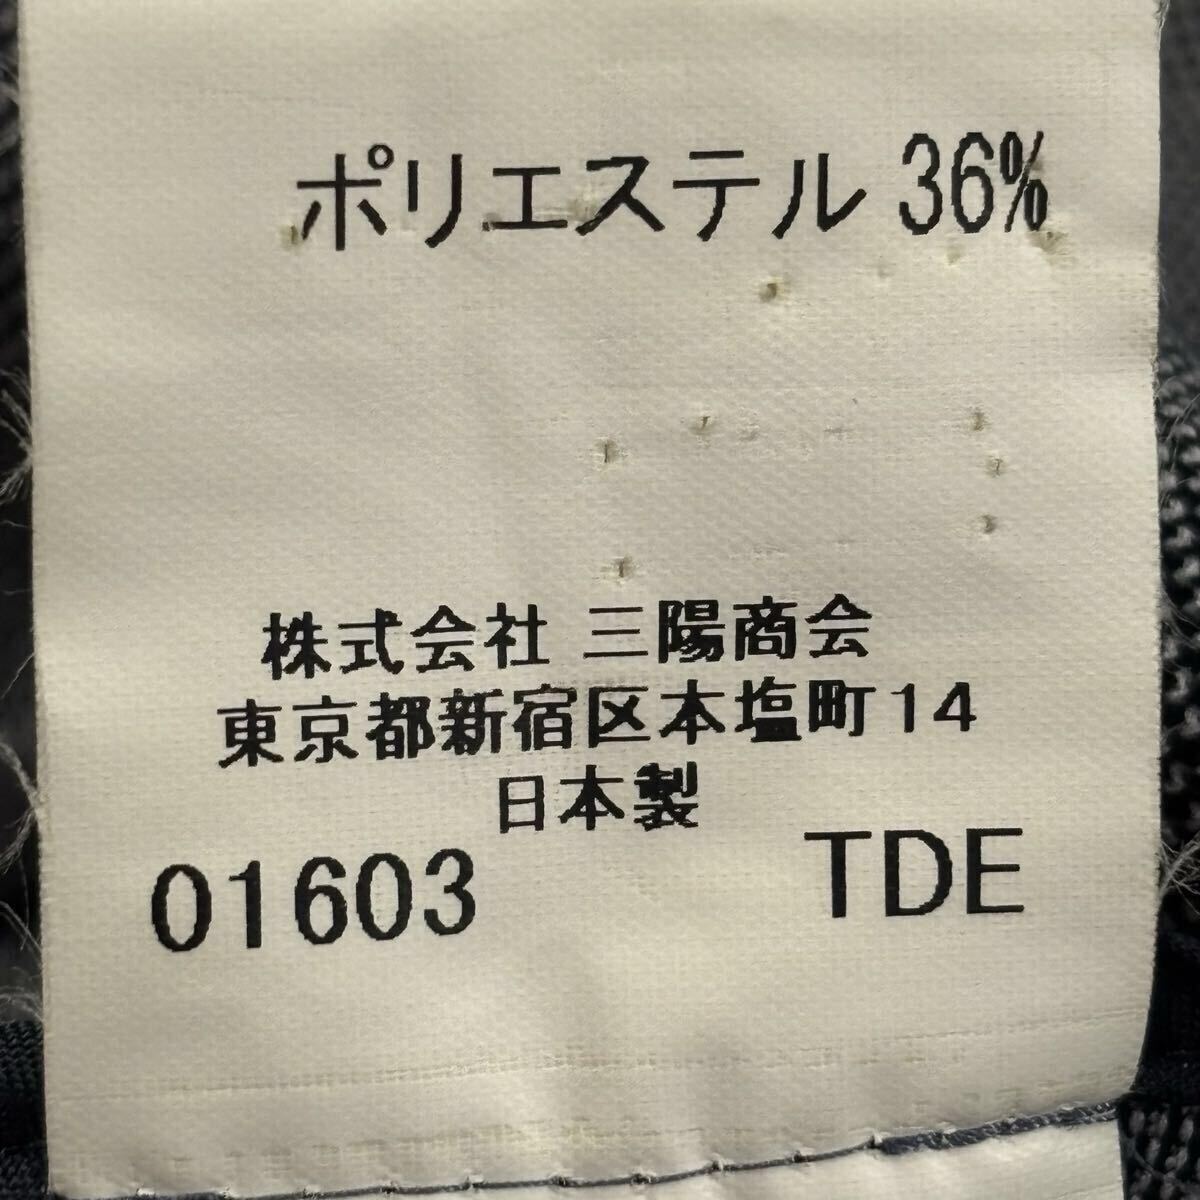 ポリエステル 36%
株式会社 三陽商会
東京都新宿区本塩町14
日本製
01603 TDE